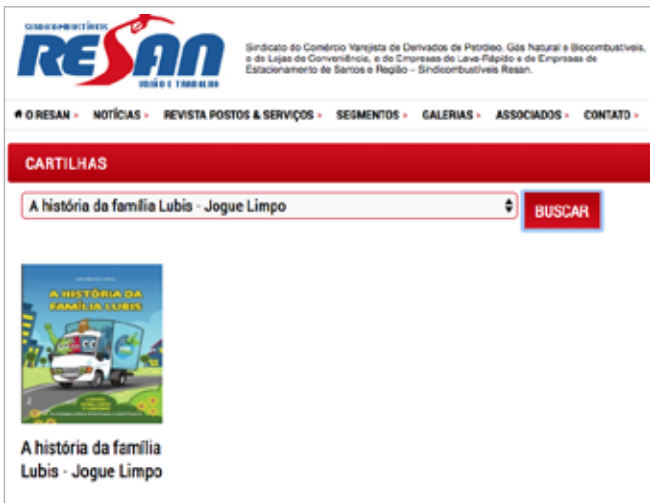 SINDICOMBUSTÍVEIS
RESAN
UNIÃO E TRABALHO
Sindicato do Comércio Varejista de Derivados de Petróleo, Gás Natural e Biocombustíveis,
e de Lojas de Conveniência, e de Empresas de Lava-Rápido e de Empresas de
Estacionamento de Santos e Região – Sindicombustíveis Resan.
O RESAN » NOTÍCIAS » REVISTA POSTOS & SERVIÇOS » SEGMENTOS » GALERIAS » ASSOCIADOS » CONTATO »
CARTILHAS
A história da família Lubis - Jogue Limpo
BUSCAR
A HISTÓRIA DA
FAMÍLIA LUBIS
A história da família
Lubis - Jogue Limpo